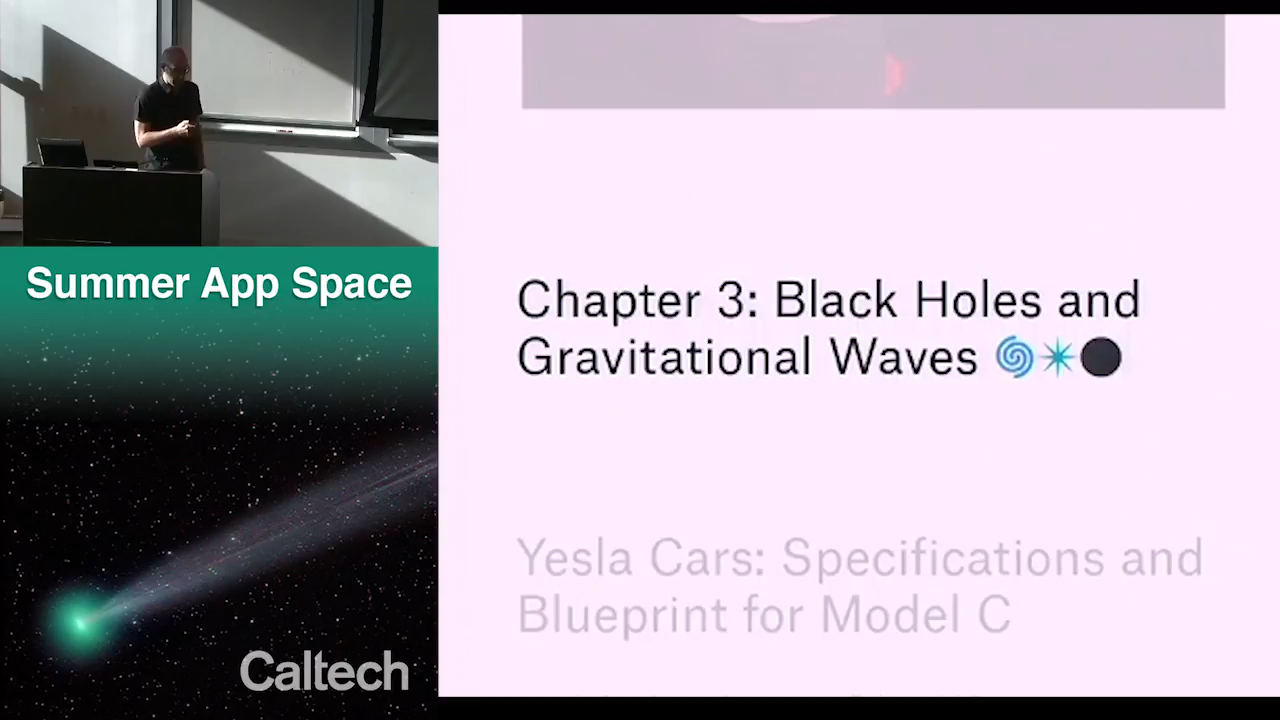 Summer App Space
Caltech
Chapter 3: Black Holes and
Gravitational Waves 🌀✴⚫
Yesla Cars: Specifications and
Blueprint for Model C